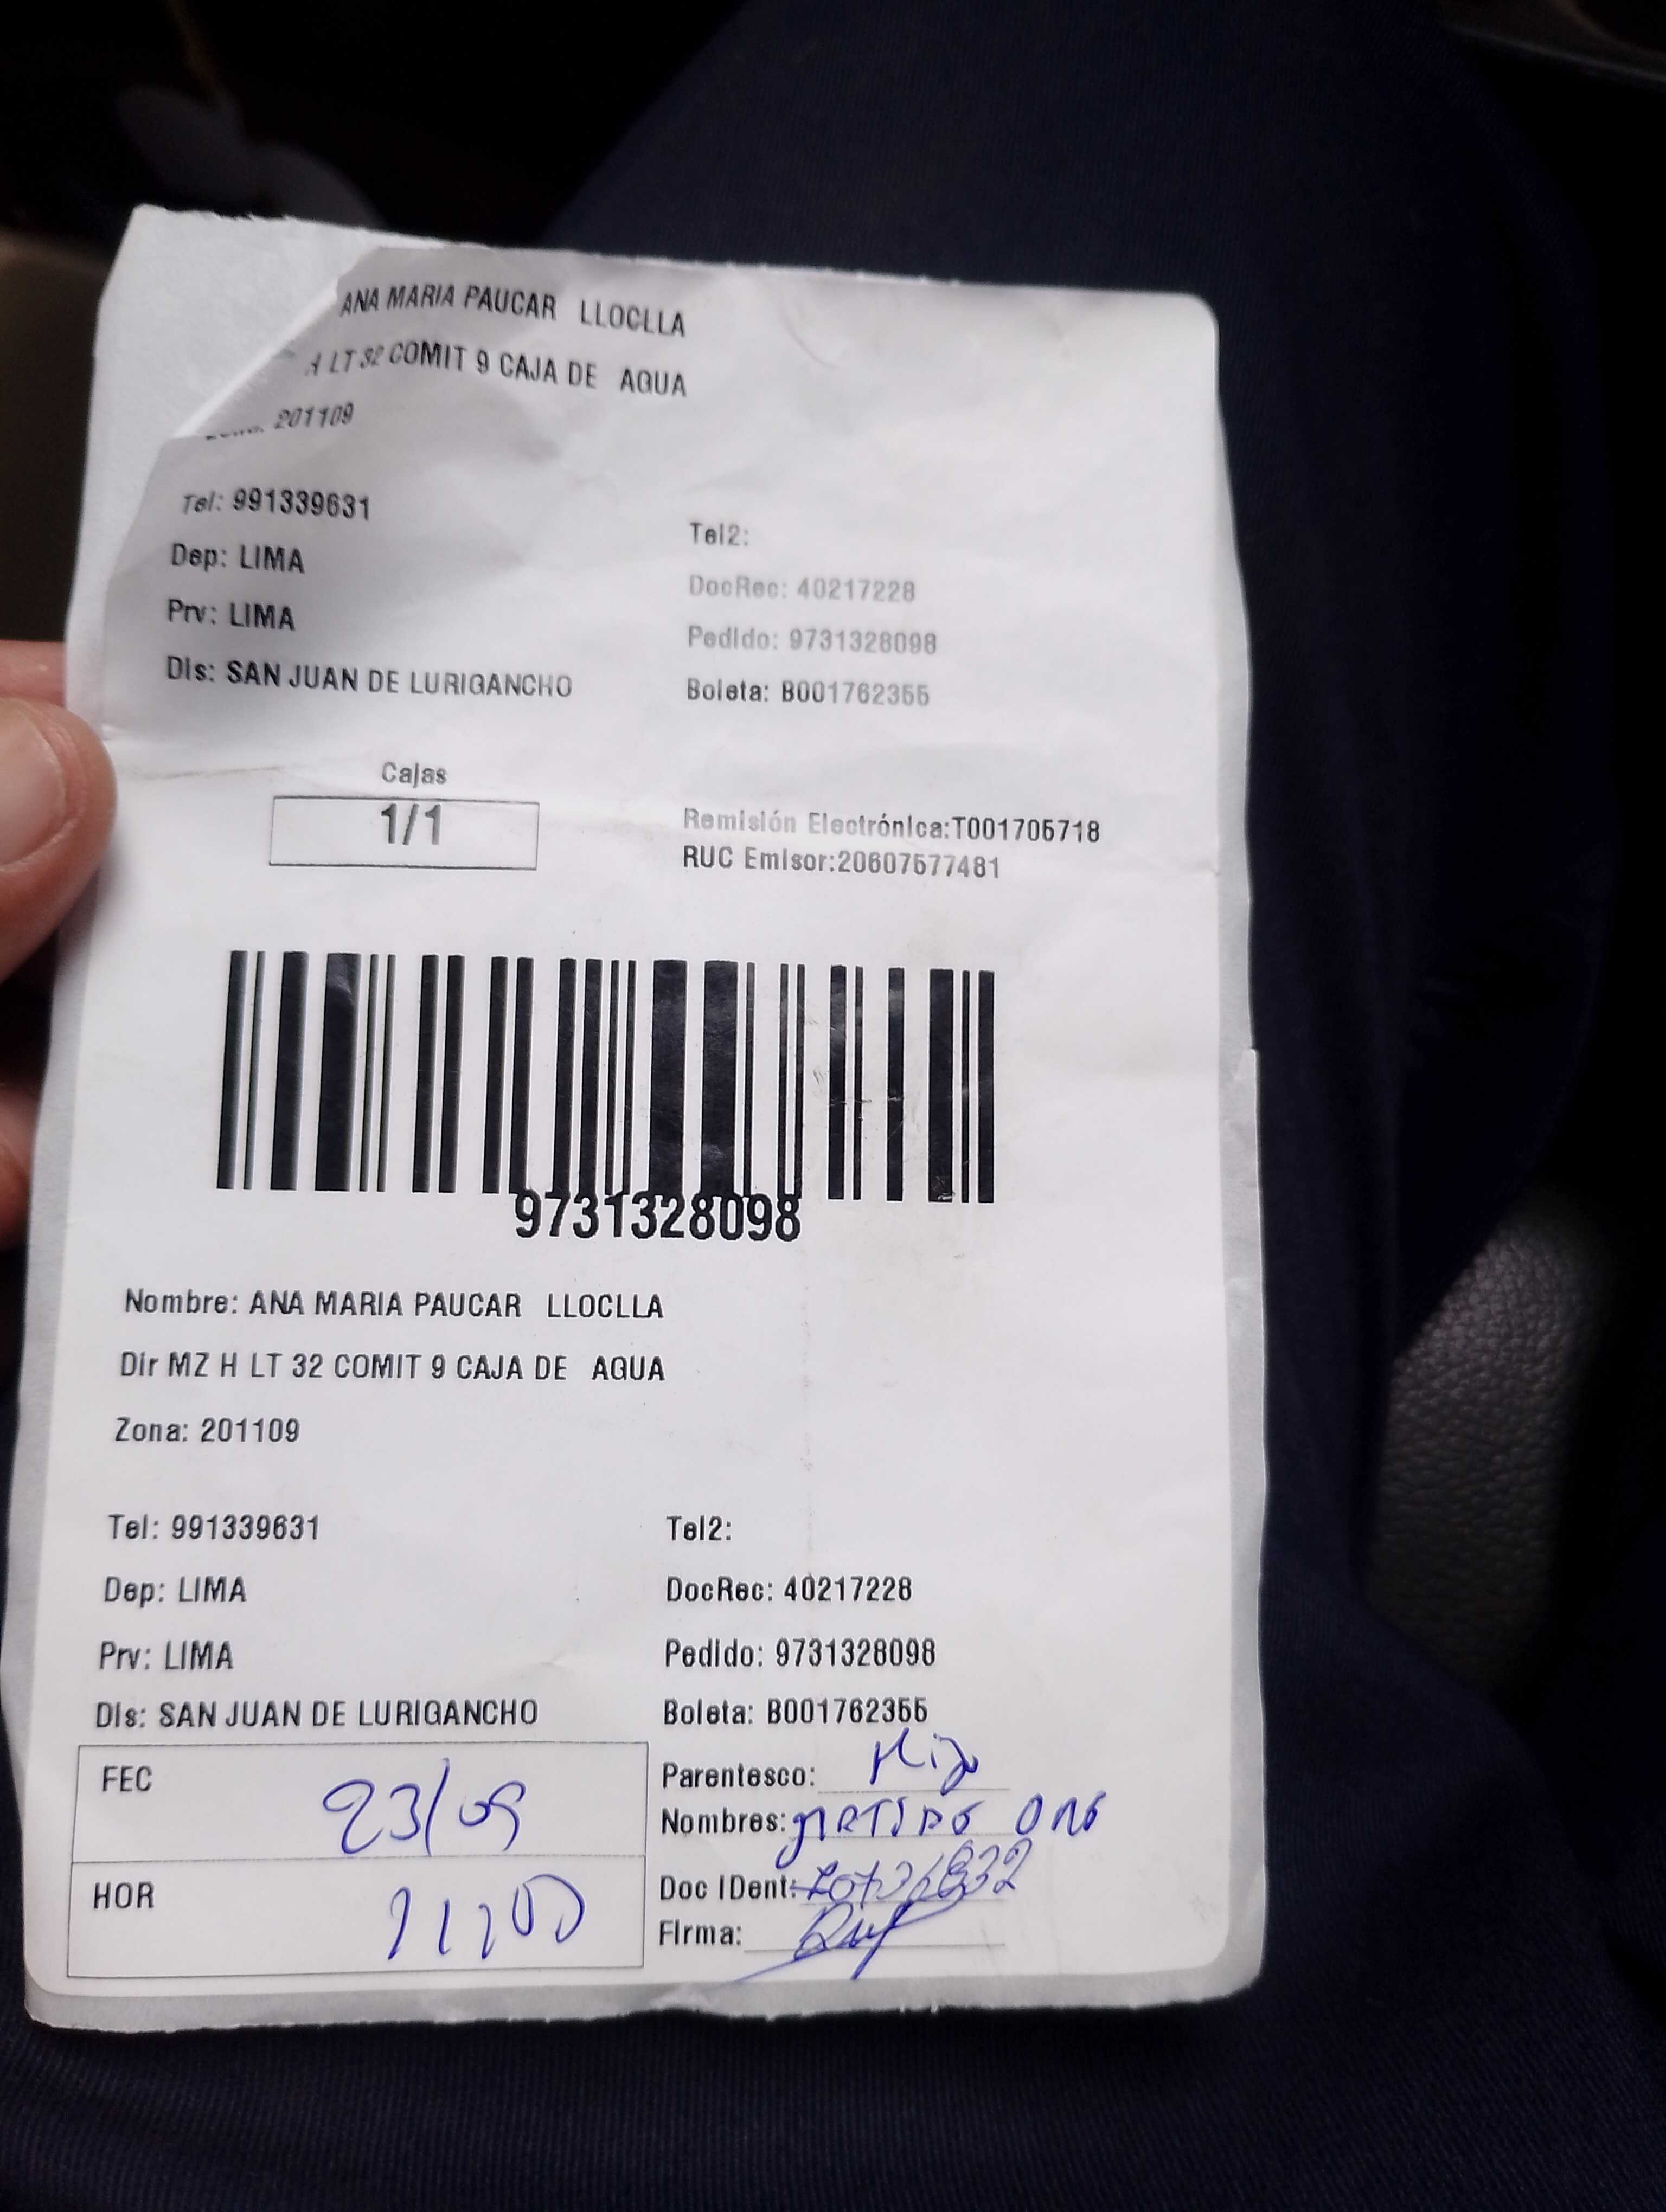 ANA MARIA PAUCAR LLOCLLA
H LT 32 COMIT 9 CAJA DE AGUA
201109
Tel: 991339631
Tel2:
Dep: LIMA
DocRec: 40217228
Prv: LIMA
Pedido: 9731328098
Dis: SAN JUAN DE LURIGANCHO
Boleta: B001762355
Cajas
1/1
Remisión Electrónica:T001705718
RUC Emisor:20607577481
9731328098
Nombre: ANA MARIA PAUCAR LLOCLLA
Dir MZ H LT 32 COMIT 9 CAJA DE AGUA
Zona: 201109
Tel: 991339631
Tel2:
Dep: LIMA
DocRec: 40217228
Prv: LIMA
Pedido: 9731328098
Dis: SAN JUAN DE LURIGANCHO
Boleta: B001762355
FEC 23/09
Parentesco: Hijo
Nombres:
HOR 11:00
Doc IDent:
Firma: